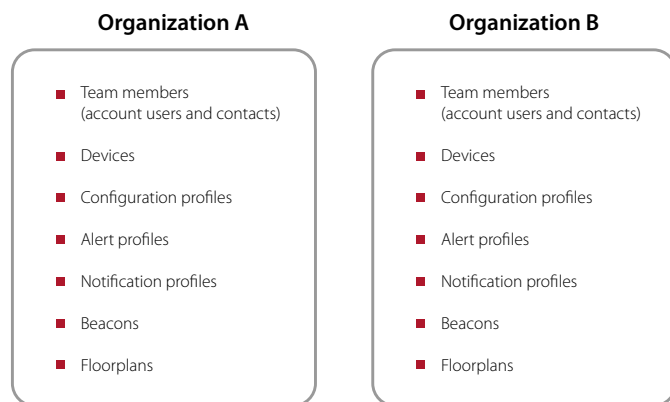 Organization A
Team members
(account users and contacts)
Devices
Configuration profiles
Alert profiles
Notification profiles
Beacons
Floorplans
Organization B
Team members
(account users and contacts)
Devices
Configuration profiles
Alert profiles
Notification profiles
Beacons
Floorplans